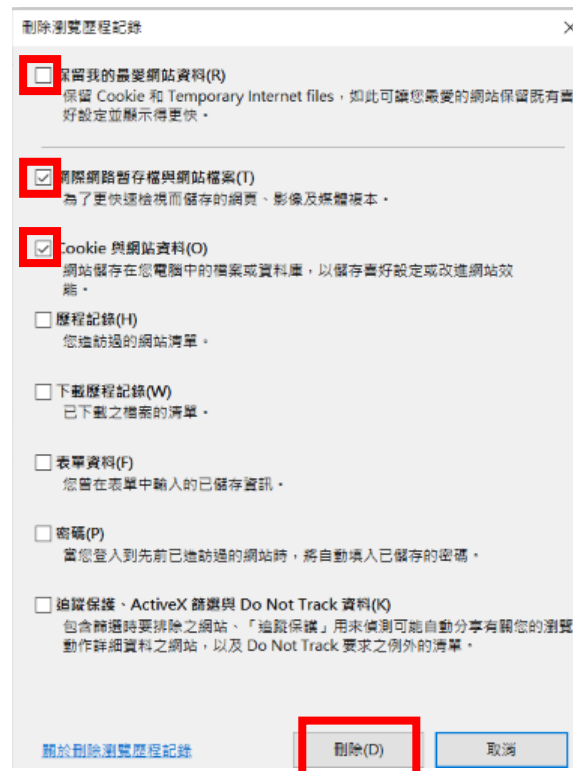 刪除瀏覽歷程記錄
保留我的最愛網站資料(R)
保留 Cookie 和 Temporary Internet files，如此可讓您最愛的網站保留既有喜
好設定並顯示得更快。
網際網路暫存檔與網站檔案(T)
為了更快速檢視而儲存的網頁、影像及媒體複本。
Cookie 與網站資料(O)
網站儲存在您電腦中的檔案或資料庫，以儲存喜好設定或改進網站效
能。
歷程記錄(H)
您造訪過的網站清單。
下載歷程記錄(W)
已下載之檔案的清單。
表單資料(F)
您曾在表單中輸入的已儲存資訊。
密碼(P)
當您登入到先前已造訪過的網站時，將自動填入已儲存的密碼。
追蹤保護、ActiveX 篩選與 Do Not Track 資料(K)
包含篩選時要排除之網站、「追蹤保護」用來偵測可能自動分享有關您的瀏覽
動作詳細資料之網站，以及 Do Not Track 要求之例外的清單。
關於刪除瀏覽歷程記錄
刪除(D)
取消